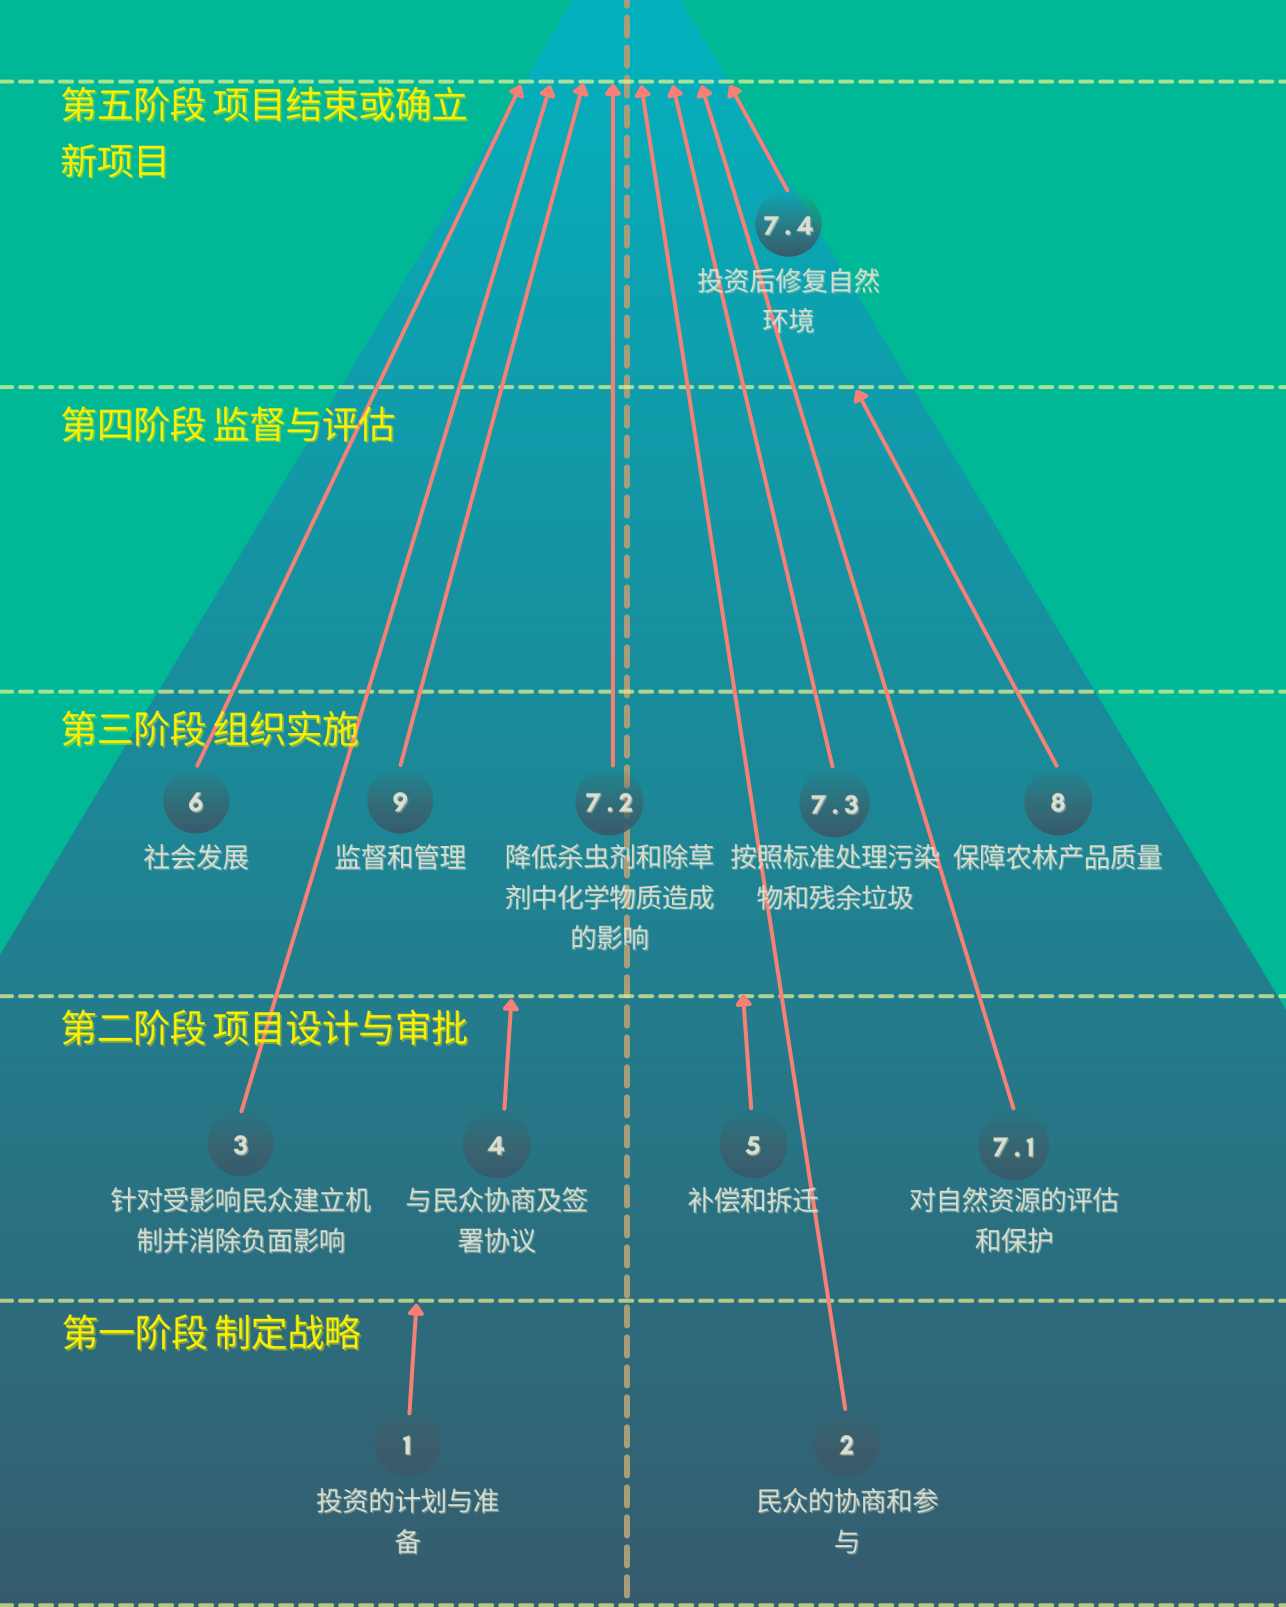 第五阶段 项目结束或确立
新项目
7.4
投资后修复自然
环境
第四阶段 监督与评估
第三阶段 组织实施
6
社会发展
9
监督和管理
7.2
降低杀虫剂和除草
剂中化学物质造成
的影响
7.3
按照标准处理污染
物和残余垃圾
8
保障农林产品质量
第二阶段 项目设计与审批
3
针对受影响民众建立机
制并消除负面影响
4
与民众协商及签
署协议
5
补偿和拆迁
7.1
对自然资源的评估
和保护
第一阶段 制定战略
1
投资的计划与准
备
2
民众的协商和参
与